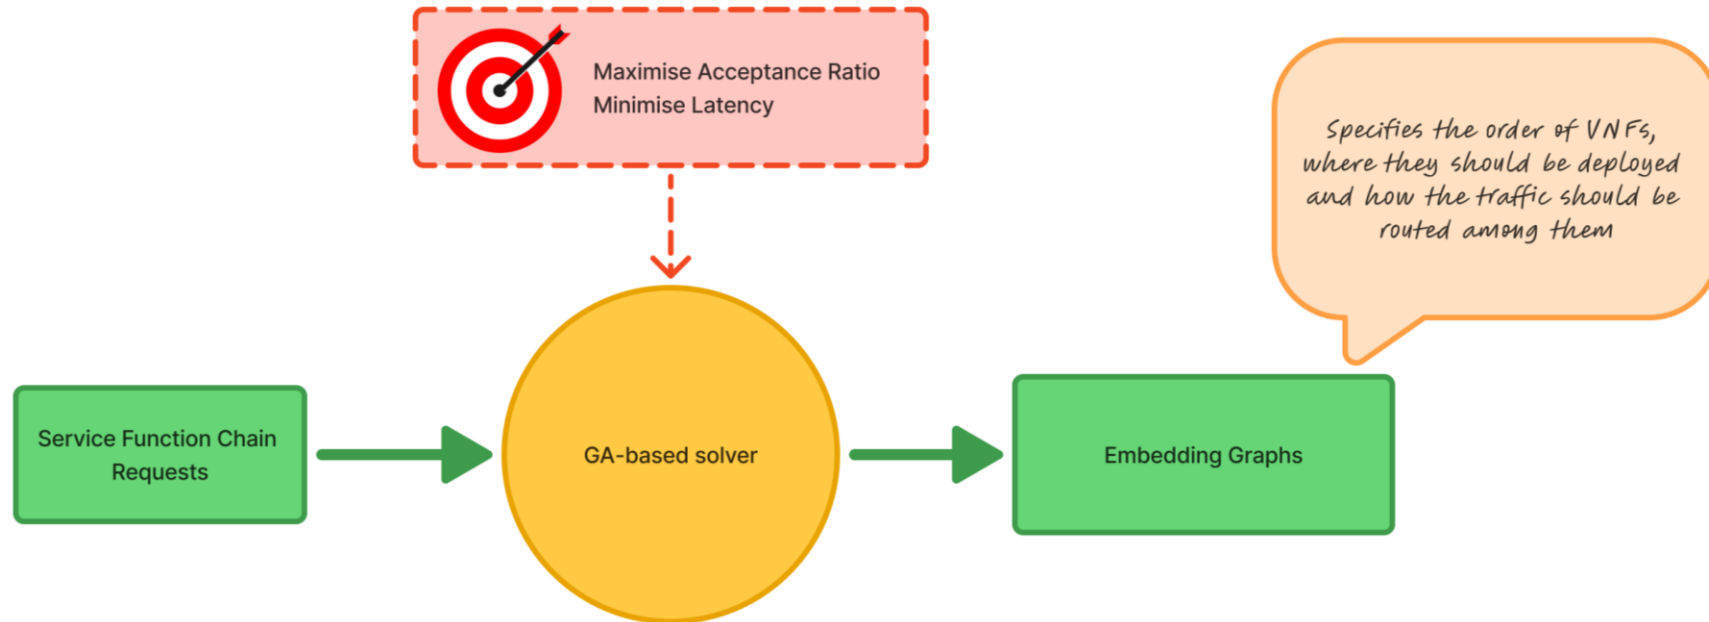 Maximise Acceptance Ratio
Minimise Latency
Specifies the order of VNFs,
where they should be deployed
and how the traffic should be
routed among them
Service Function Chain
Requests
GA-based solver
Embedding Graphs